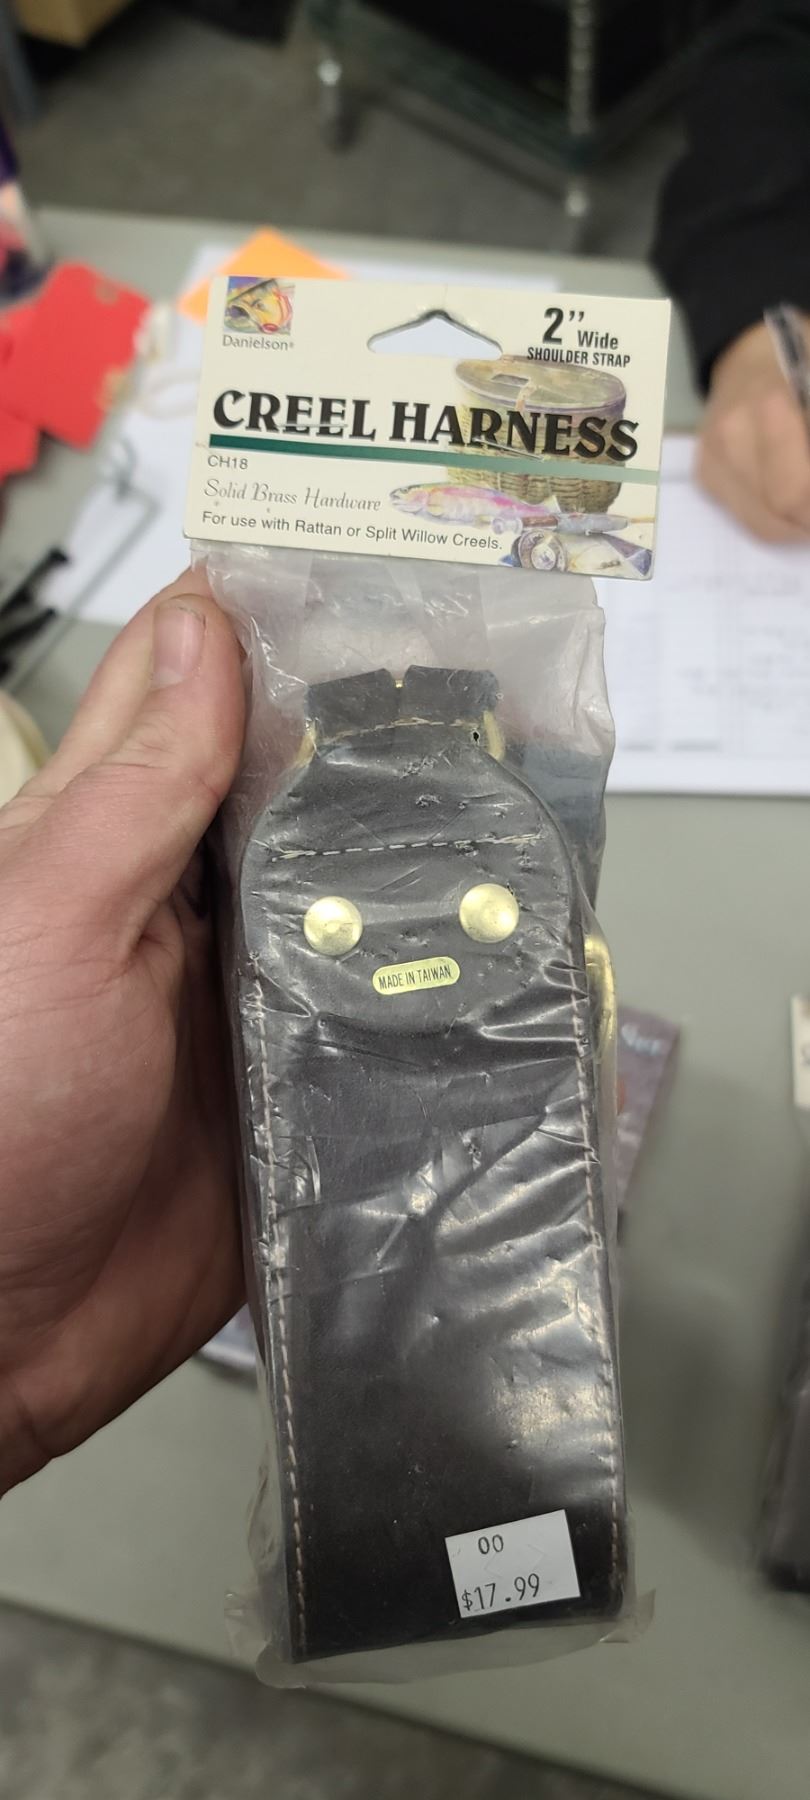 Danielson®
2" Wide
SHOULDER STRAP
CREEL HARNESS
CH18
Solid Brass Hardware
For use with Rattan or Split Willow Creels.
MADE IN TAIWAN
00
$17.99